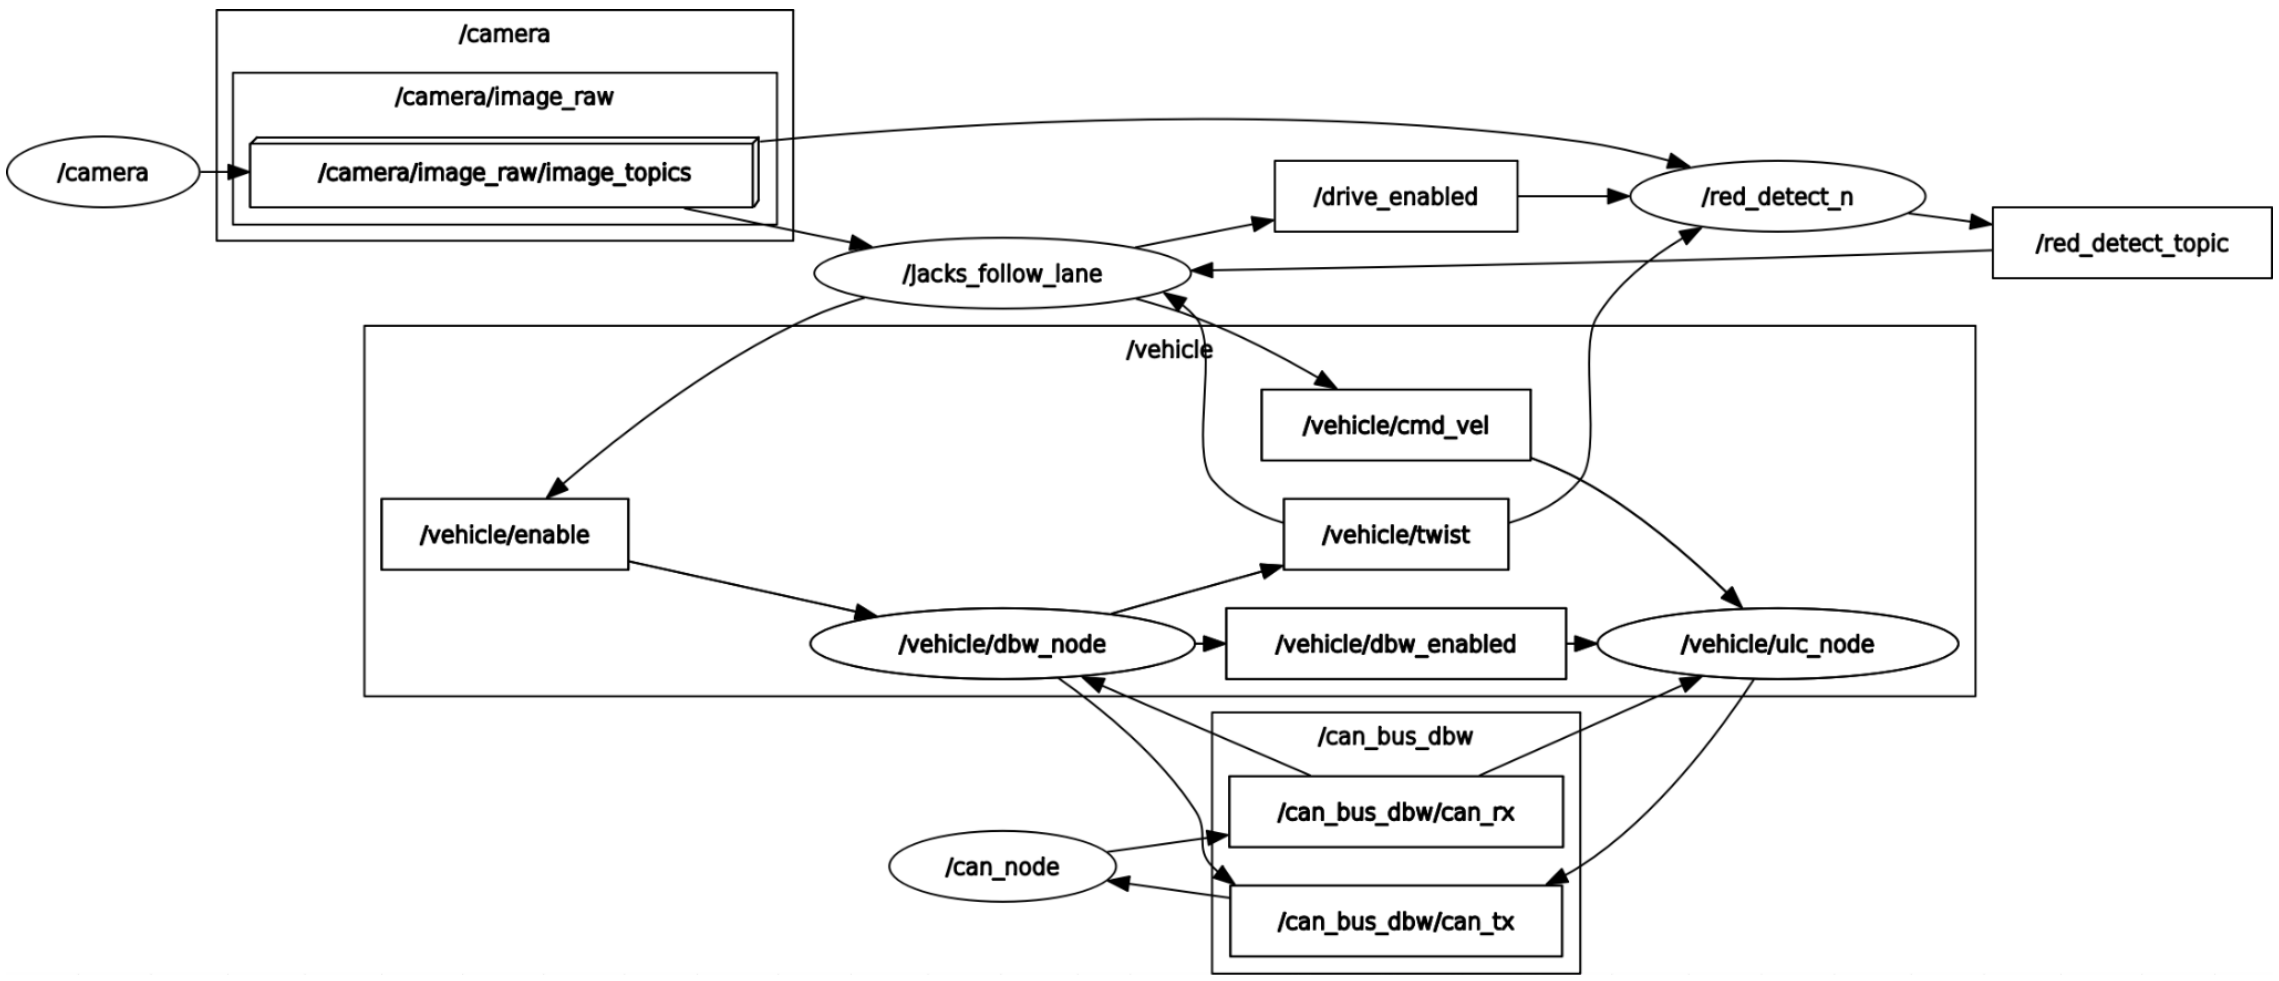 /camera
/camera/image_raw
/camera
/camera/image_raw/image_topics
/drive_enabled
/red_detect_n
/red_detect_topic
/jacks_follow_lane
/vehicle
/vehicle/cmd_vel
/vehicle/enable
/vehicle/twist
/vehicle/dbw_node
/vehicle/dbw_enabled
/vehicle/ulc_node
/can_bus_dbw
/can_bus_dbw/can_rx
/can_node
/can_bus_dbw/can_tx